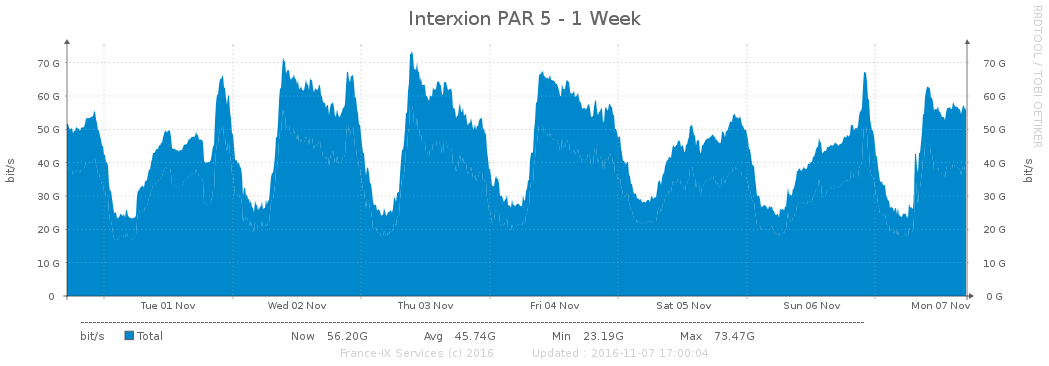 Interxion PAR 5 - 1 Week
RRDTOOL / TOBI OETIKER
bit/s
70 G 70 G
60 G 60 G
50 G 50 G
40 G 40 G
30 G 30 G
20 G 20 G
10 G 10 G
0 0 G
bit/s
Tue 01 Nov Wed 02 Nov Thu 03 Nov Fri 04 Nov Sat 05 Nov Sun 06 Nov Mon 07 Nov
bit/s Total Now 56.20G Avg 45.74G Min 23.19G Max 73.47G
France-IX Services (c) 2016 Updated : 2016-11-07 17:00:04